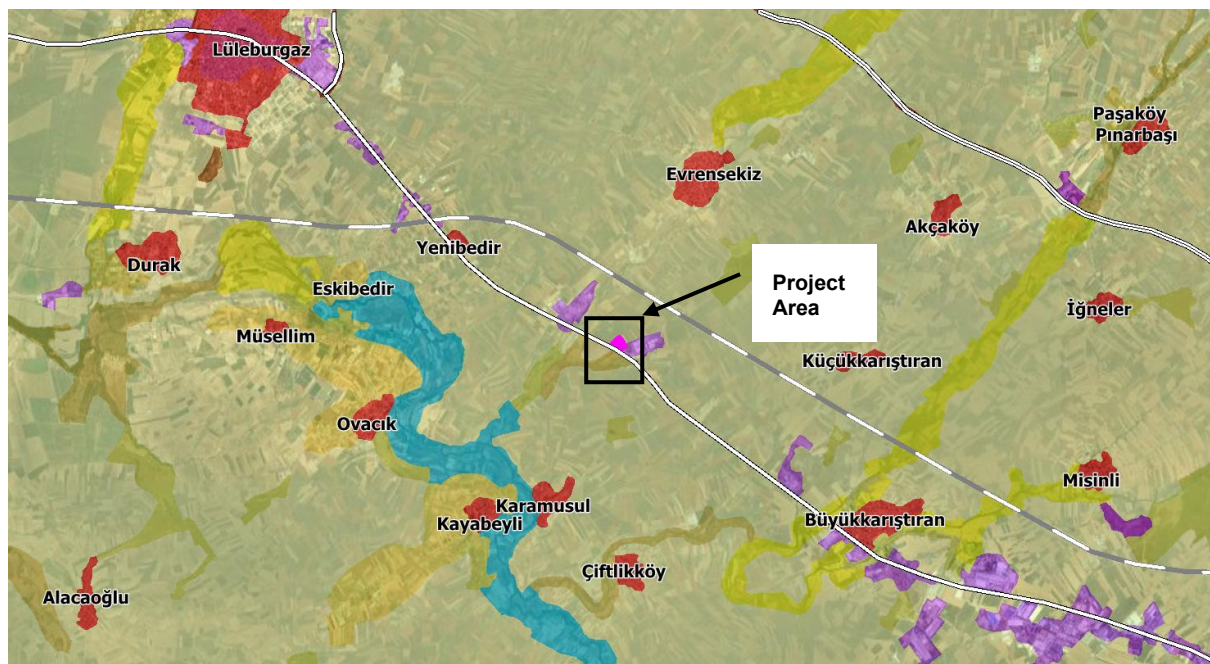 Lüleburgaz
Paşaköy
Pınarbaşı
Evrensekiz
Akçaköy
Yenibedir
Durak
Project
Area
Eskibedir
İğneler
Müsellim
Küçükkarıştıran
Ovacık
Misinli
Karamusul
Kayabeyli
Büyükkarıştıran
Çiftlikköy
Alacaoğlu